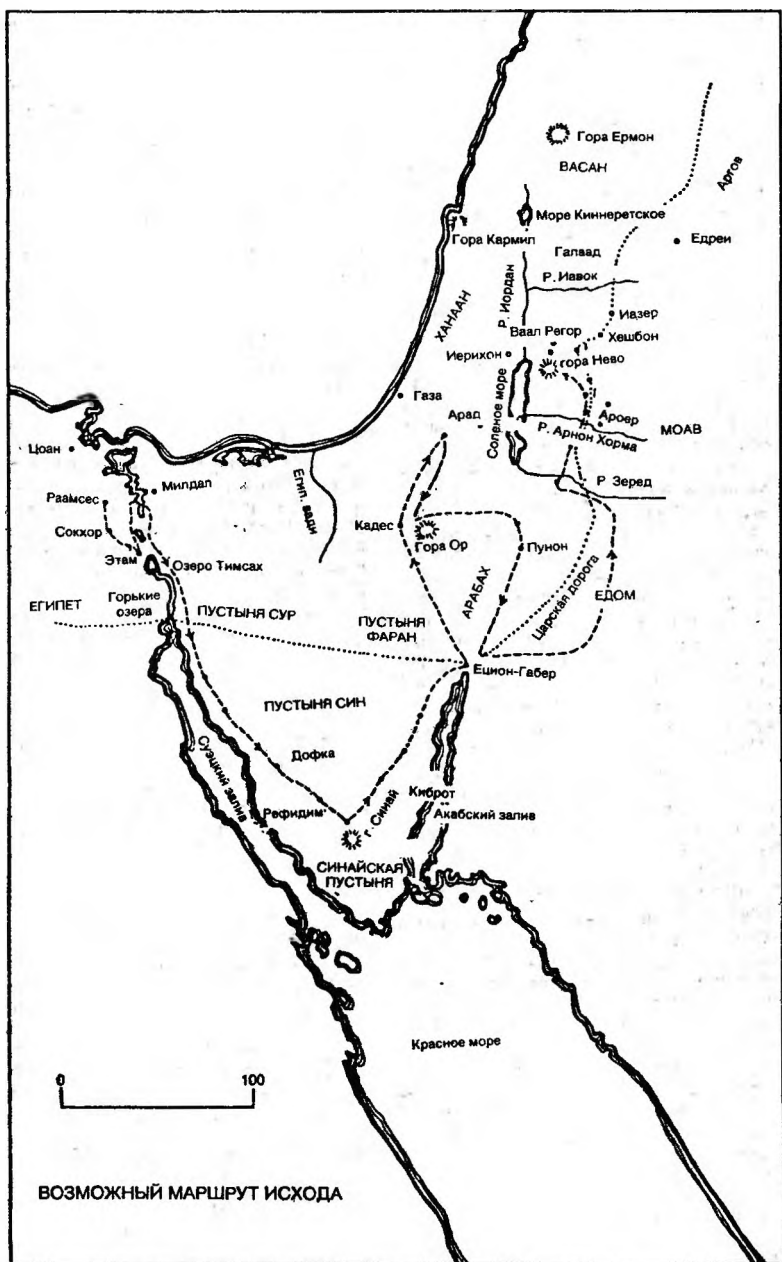 Гора Ермон
ВАСАН
Аргов
Море Киннеретское
Гора Кармил
Едреи
Галаад
Р. Иавок
Р. Иордан
ХАНААН
Иазер
Ваал Регор
Хешбон
Иерихон
гора Нево
Газа
Соленое море
Арад
Ароер
Р. Арнон Хорма
МОАВ
Цоан
Милдал
Египт. вади
Р. Зеред
Раамсес
Сокхор
Кадес
Гора Ор
Пунон
Этам
Озеро Тимсах
АРАБАХ
Царская дорога
ЕДОМ
ЕГИПЕТ
Горькие
озера
ПУСТЫНЯ СУР
ПУСТЫНЯ
ФАРАН
Ецион-Габер
ПУСТЫНЯ СИН
Дофка
Суэцкий залив
Рефидим
г. Синай
Киброт
Акабский залив
СИНАЙСКАЯ
ПУСТЫНЯ
Красное море
0 100
ВОЗМОЖНЫЙ МАРШРУТ ИСХОДА